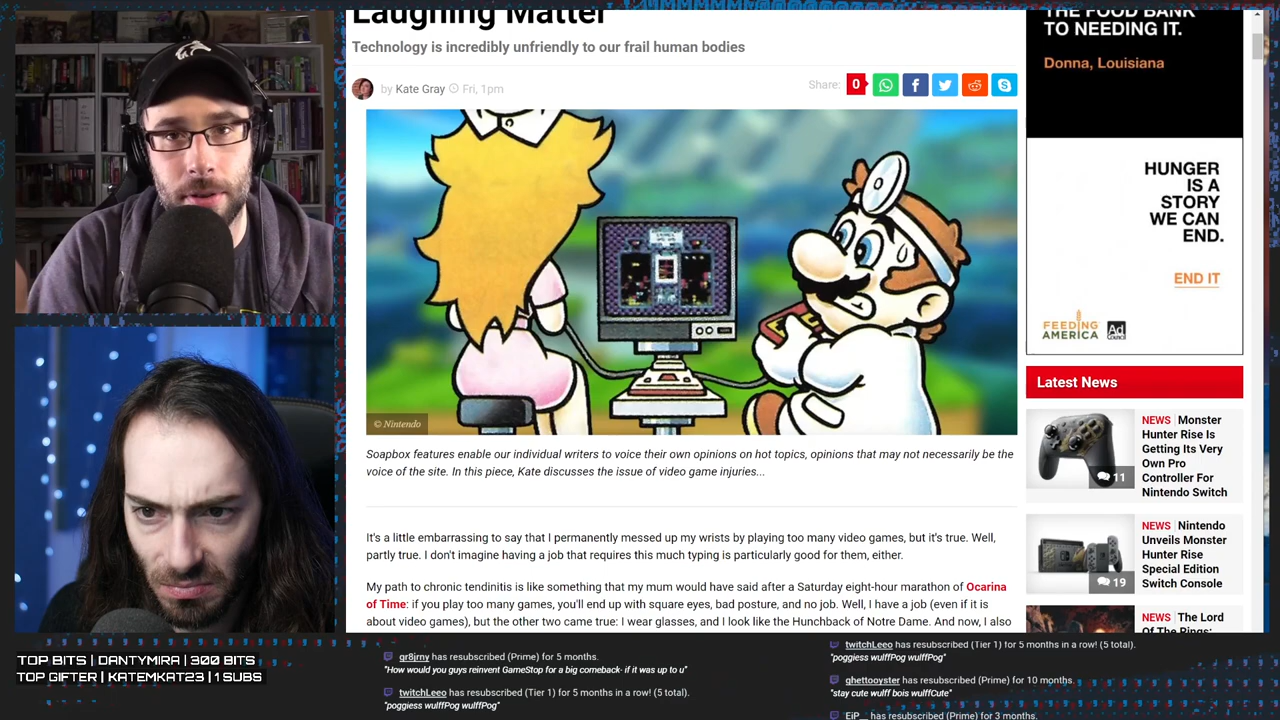 Laughing Matter
Technology is incredibly unfriendly to our frail human bodies
by Kate Gray Fri, 1pm
Share: 0
© Nintendo
Soapbox features enable our individual writers to voice their own opinions on hot topics, opinions that may not necessarily be the
voice of the site. In this piece, Kate discusses the issue of video game injuries...
It's a little embarrassing to say that I permanently messed up my wrists by playing too many video games, but it's true. Well,
partly true. I don't imagine having a job that requires this much typing is particularly good for them, either.
My path to chronic tendinitis is like something that my mum would have said after a Saturday eight-hour marathon of Ocarina
of Time: if you play too many games, you'll end up with square eyes, bad posture, and no job. Well, I have a job (even if it is
about video games), but the other two came true: I wear glasses, and I look like the Hunchback of Notre Dame. And now, I also
THE FOOD BANK
TO NEEDING IT.
Donna, Louisiana
HUNGER
IS A
STORY
WE CAN
END.
END IT
FEEDING
AMERICA
Ad
Latest News
NEWS Monster
Hunter Rise Is
Getting Its Very
Own Pro
Controller For
Nintendo Switch
11
NEWS Nintendo
Unveils Monster
Hunter Rise
Special Edition
Switch Console
19
NEWS The Lord
Of The Rings:
TOP BITS | DANTYMIRA | 300 BITS
TOP GIFTER | KATEMKAT23 | 1 SUBS
gr8jrny has resubscribed (Prime) for 5 months.
"How would you guys reinvent GameStop for a big comeback- if it was up to u"
twitchLeeo has resubscribed (Tier 1) for 5 months in a row! (5 total).
"poggiess wulffPog wulffPog"
twitchLeeo has resubscribed (Tier 1) for 5 months in a row! (5 total).
"poggiess wulffPog wulffPog"
ghettooyster has resubscribed (Prime) for 10 months.
"stay cute wulff bois wulffCute"
EiP__ has resubscribed (Prime) for 3 months.